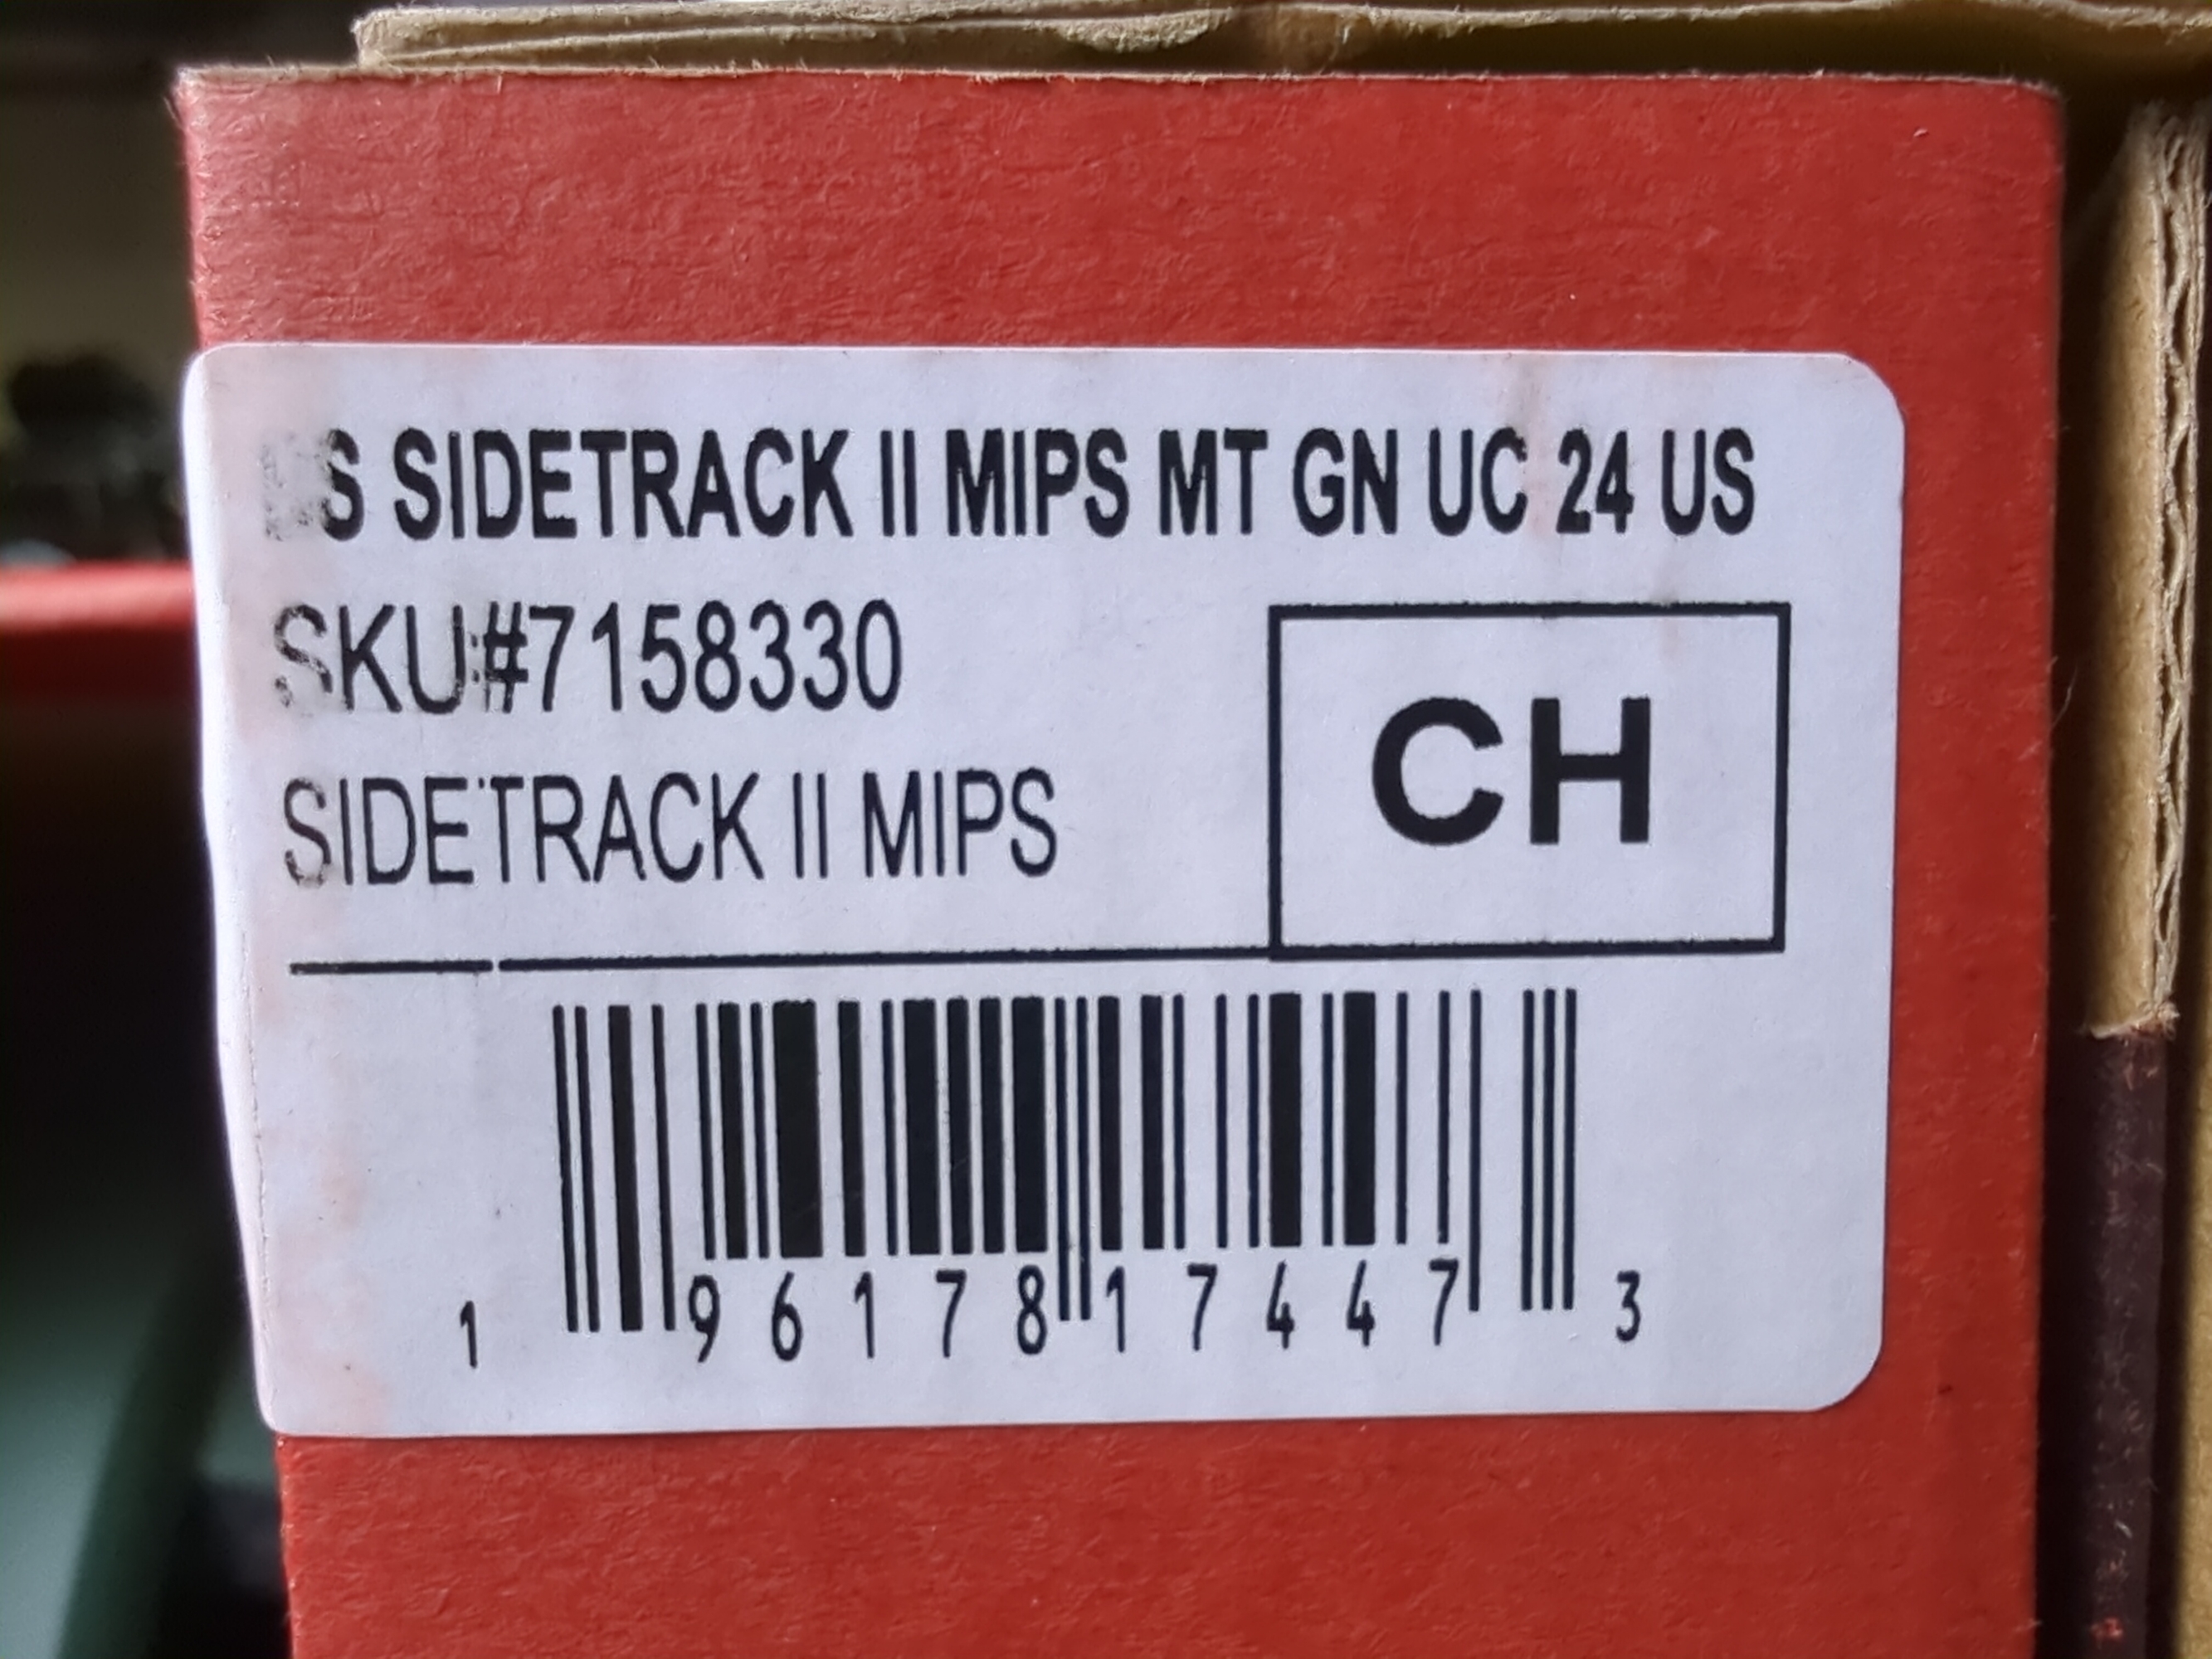 SIDETRACK II MIPS MT GN UC 24 US
SKU:#7158330
SIDETRACK II MIPS
CH
1 96178 17447 3